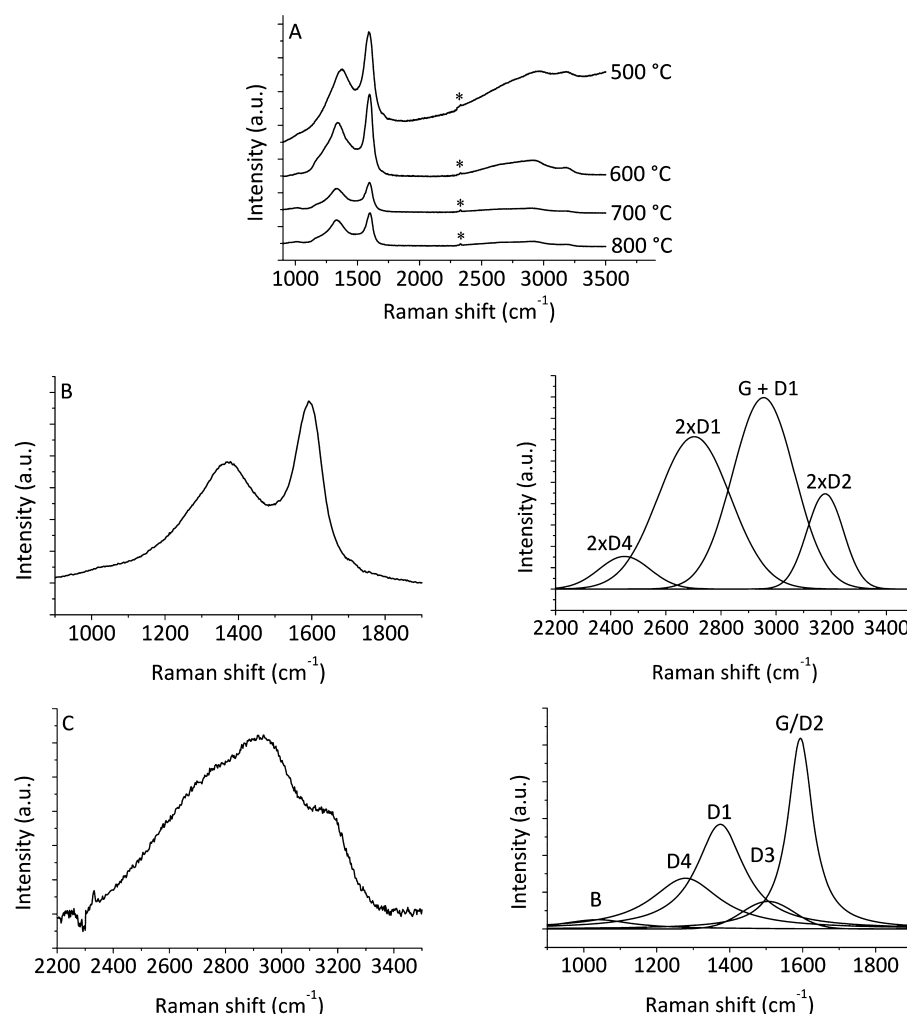 A
500 °C
*
600 °C
*
700 °C
*
800 °C
*
Intensity (a.u.)
1000 1500 2000 2500 3000 3500
Raman shift (cm-1)
B
Intensity (a.u.)
1000 1200 1400 1600 1800
Raman shift (cm-1)
G + D1
2xD1
2xD2
2xD4
Intensity (a.u.)
2200 2400 2600 2800 3000 3200 3400
Raman shift (cm-1)
C
Intensity (a.u.)
2200 2400 2600 2800 3000 3200 3400
Raman shift (cm-1)
G/D2
D1
D3
D4
B
Intensity (a.u.)
1000 1200 1400 1600 1800
Raman shift (cm-1)